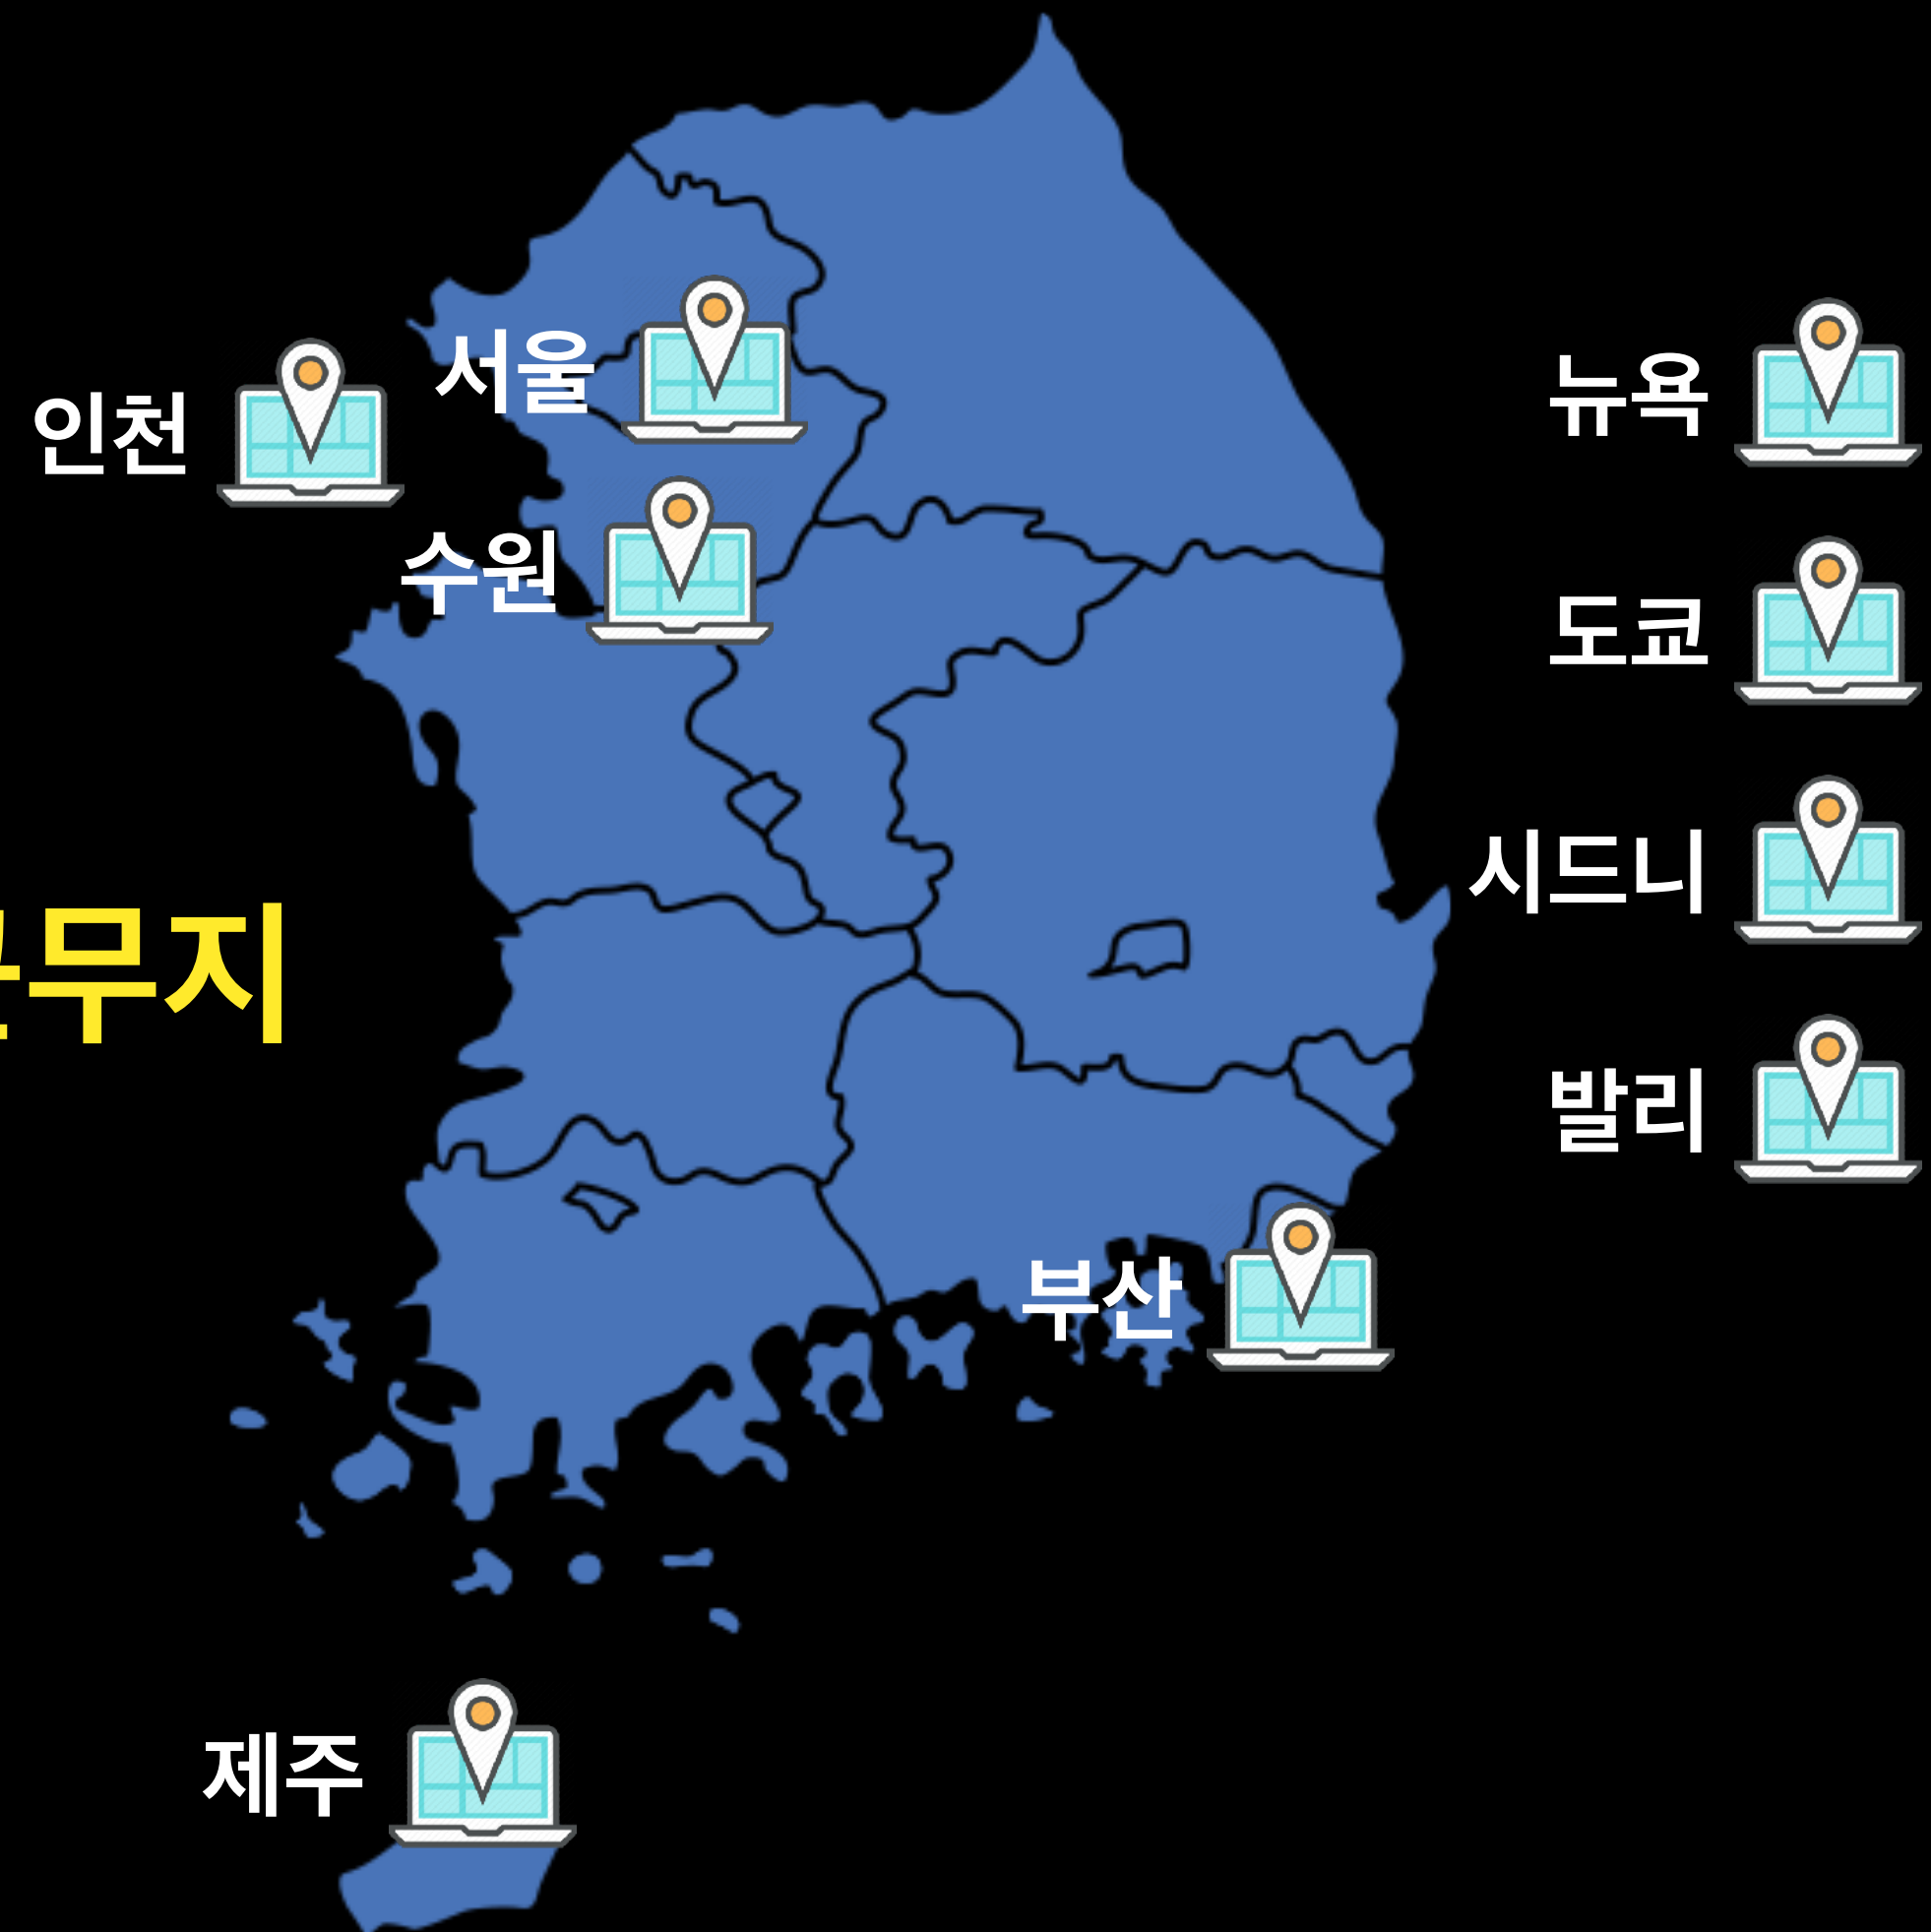 서울
인천
뉴욕
수원
도쿄
시드니
무지
발리
부산
제주